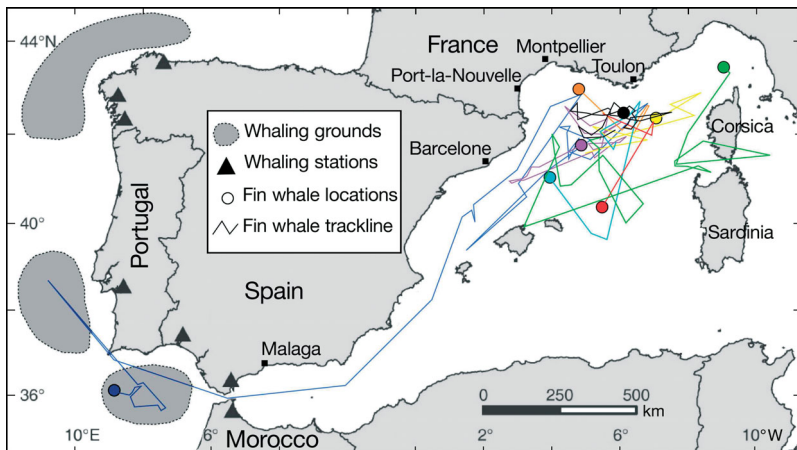 44°N
France
Montpellier
Port-la-Nouvelle
Toulon
Whaling grounds
Whaling stations
Fin whale locations
Fin whale trackline
Barcelone
Corsica
40°
Portugal
Sardinia
Spain
Malaga
36°
0 250 500
km
10°E
6°
Morocco
2°
2°
6°
10°W